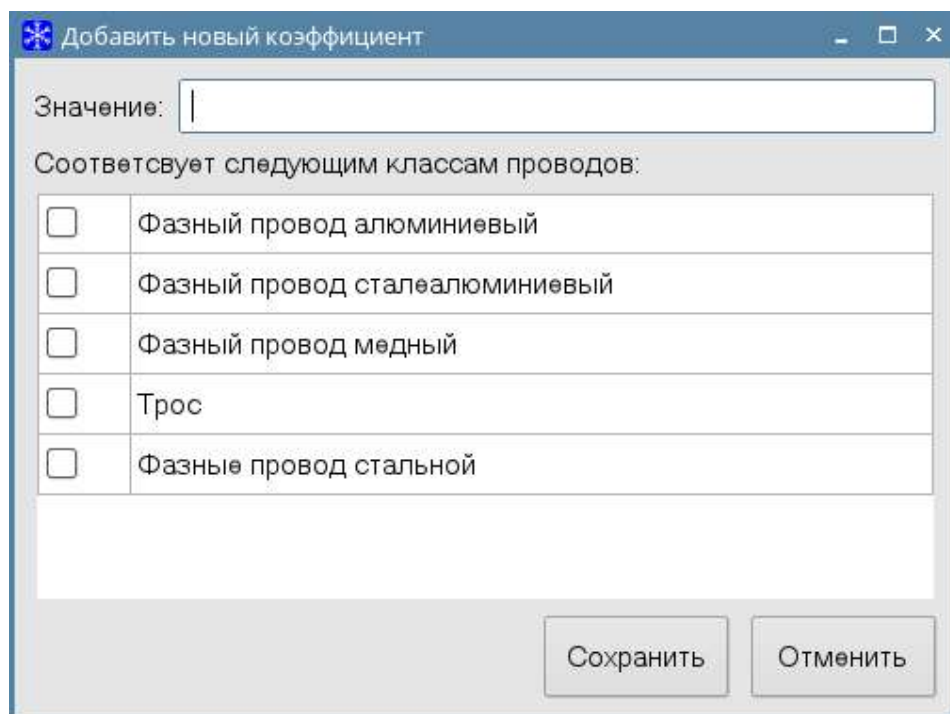 Добавить новый коэффициент
Значение:
Соответсвует следующим классам проводов:
Фазный провод алюминиевый
Фазный провод сталеалюминиевый
Фазный провод медный
Трос
Фазные провод стальной
Сохранить Отменить